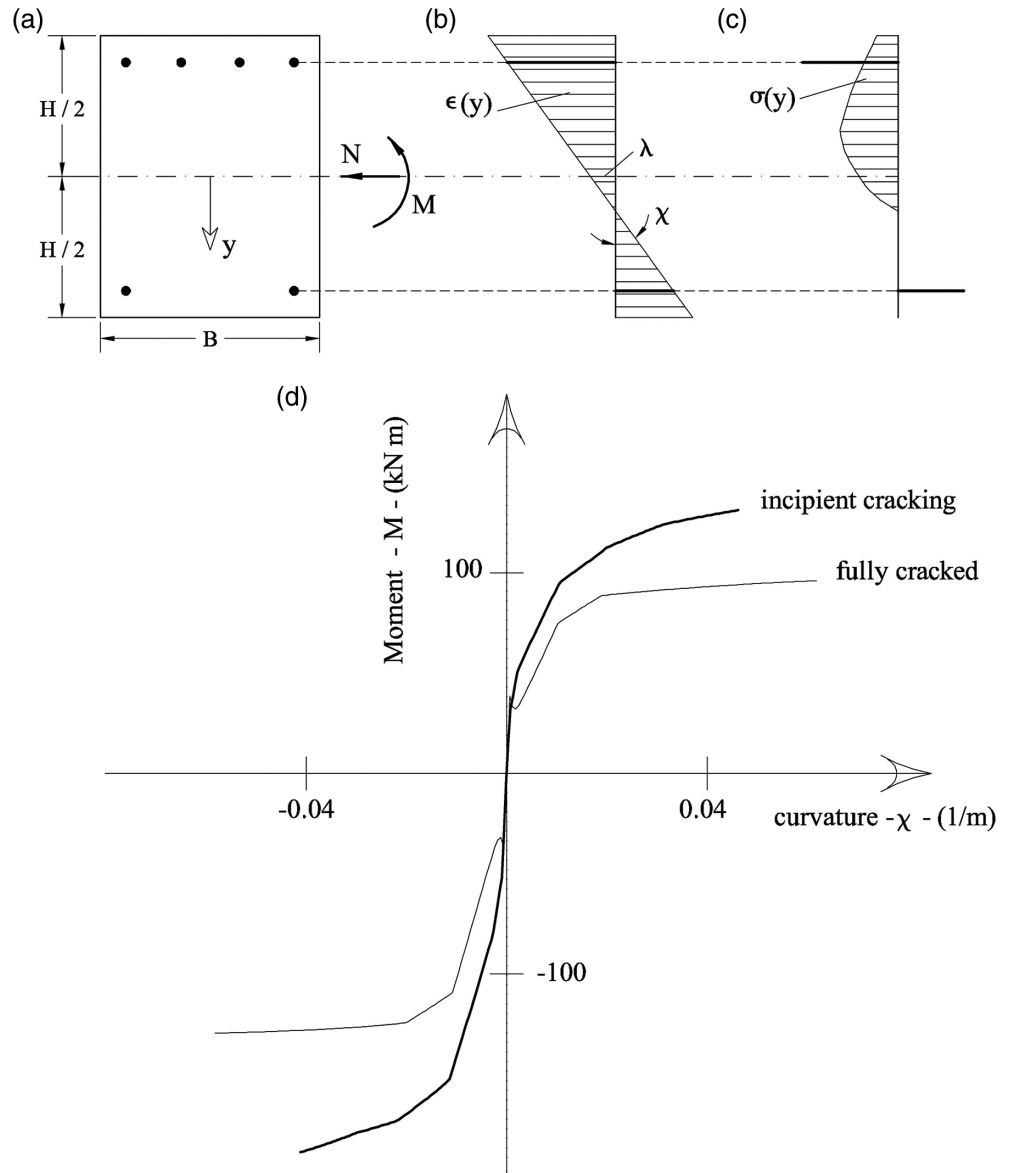 (a)
(b)
(c)
H / 2
ϵ(y)
σ(y)
N
λ
M
χ
H / 2
y
B
(d)
Moment - M - (kN m)
incipient cracking
100
fully cracked
-0.04
0.04
curvature -χ - (1/m)
-100